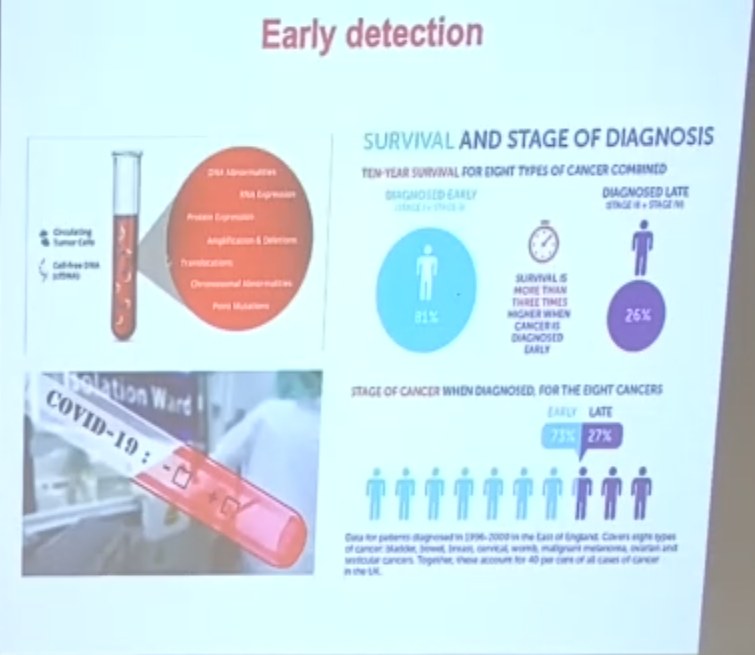 Early detection
DNA Abnormalities
RNA Expression
Protein Expression
Amplification & Deletions
Translocations
Chromosomal Abnormalities
Point Mutations
Circulating
Tumor Cells
Cell-free DNA
(cfDNA)
Isolation Ward
COVID-19:
- +
SURVIVAL AND STAGE OF DIAGNOSIS
TEN-YEAR SURVIVAL FOR EIGHT TYPES OF CANCER COMBINED
DIAGNOSED EARLY
(STAGE I + STAGE II)
81%
SURVIVAL IS
MORE THAN
THREE TIMES
HIGHER WHEN
CANCER IS
DIAGNOSED
EARLY
DIAGNOSED LATE
(STAGE III + STAGE IV)
26%
STAGE OF CANCER WHEN DIAGNOSED, FOR THE EIGHT CANCERS
EARLY LATE
73% 27%
Data for patients diagnosed in 1996-2000 in the East of England. Covers eight types
of cancer: bladder, bowel, breast, cervical, womb, malignant melanoma, ovarian and
testicular cancers. Together, these account for 40 per cent of all cases of cancer
in the UK.